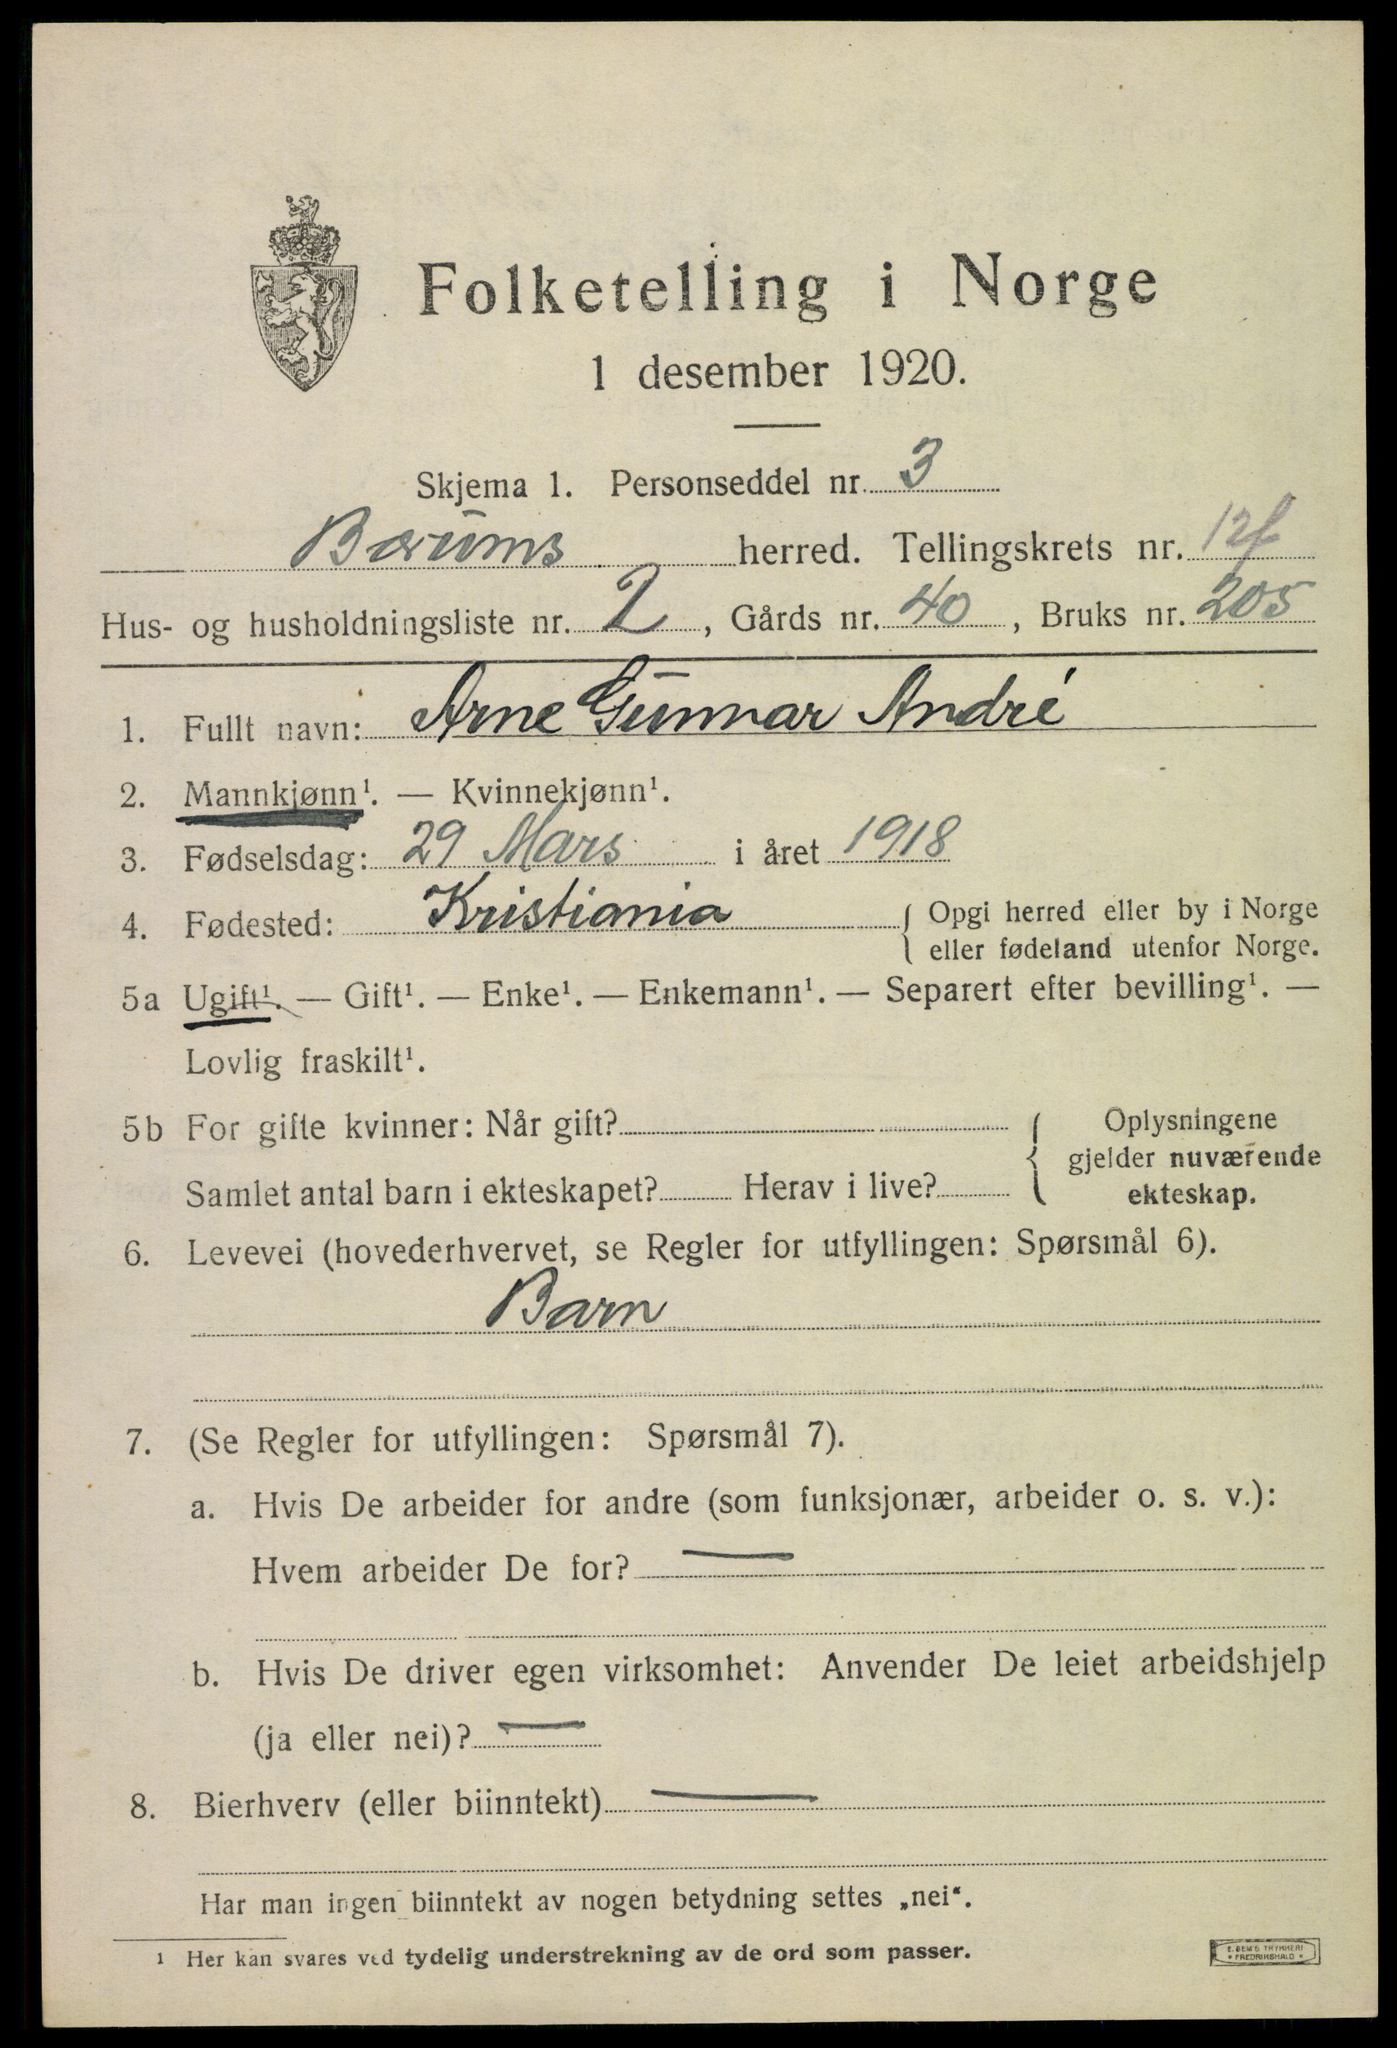 Folketelling i Norge
1 desember 1920.
Skjema 1. Personseddel nr. 3
Bærums herred. Tellingskrets nr. 12f
Hus- og husholdningsliste nr. 2, Gårds nr. 40, Bruks nr. 205
1. Fullt navn: Arne Gunnar André
2. Mannkjønn¹. — Kvinnekjønn¹.
3. Fødselsdag: 29 Mars i året 1918
4. Fødested: Kristiania Opgi herred eller by i Norge
eller fødeland utenfor Norge.
5a Ugift¹. — Gift¹. — Enke¹. — Enkemann¹. — Separert efter bevilling¹. —
Lovlig fraskilt¹.
5b For gifte kvinner: Når gift? Oplysningene
gjelder nuværende
Samlet antal barn i ekteskapet? Herav i live? ekteskap.
6. Levevei (hovederhvervet, se Regler for utfyllingen: Spørsmål 6).
Barn
7. (Se Regler for utfyllingen: Spørsmål 7).
a. Hvis De arbeider for andre (som funksjonær, arbeider o. s. v.):
Hvem arbeider De for? —
b. Hvis De driver egen virksomhet: Anvender De leiet arbeidshjelp
(ja eller nei)? —
8. Bierhverv (eller biinntekt) —
Har man ingen biinntekt av nogen betydning settes „nei“.
¹ Her kan svares ved tydelig understrekning av de ord som passer.
E. SEM'S TRYKKERI
• FREDRIKSHALD •